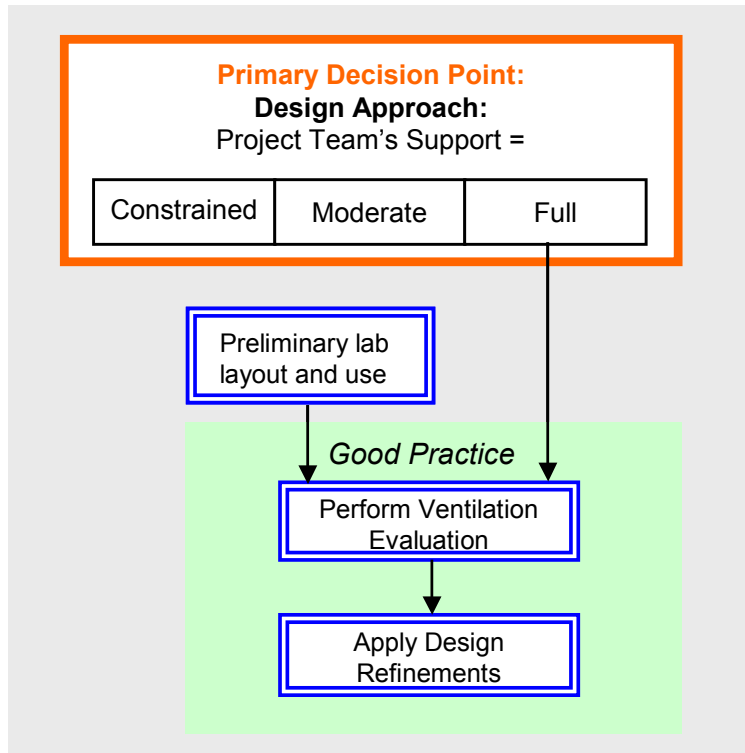 Primary Decision Point:
Design Approach:
Project Team’s Support =
Constrained Moderate Full
Preliminary lab
layout and use
Good Practice
Perform Ventilation
Evaluation
Apply Design
Refinements